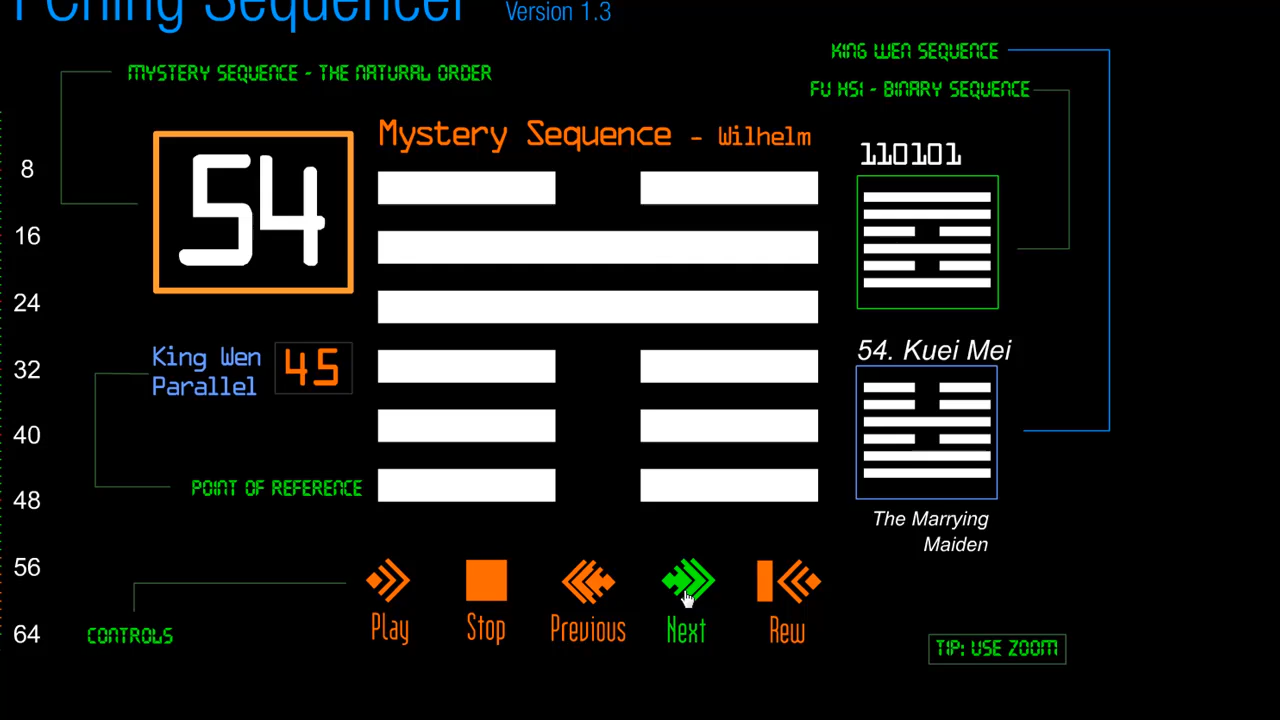 I Ching Sequencer Version 1.3
MYSTERY SEQUENCE - THE NATURAL ORDER
KING WEN SEQUENCE
FU HSI - BINARY SEQUENCE
54
Mystery Sequence - Wilhelm
110101
8
16
24
32
40
48
56
64
King Wen
Parallel
45
54. Kuei Mei
POINT OF REFERENCE
The Marrying
Maiden
Play
Stop
Previous
Next
Rew
CONTROLS
TIP: USE ZOOM